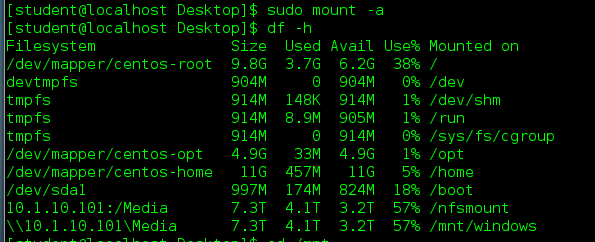 [student@localhost Desktop]$ sudo mount -a
[student@localhost Desktop]$ df -h
Filesystem               Size  Used Avail Use% Mounted on
/dev/mapper/centos-root  9.8G  3.7G  6.2G  38% /
devtmpfs                 904M     0  904M   0% /dev
tmpfs                    914M  148K  914M   1% /dev/shm
tmpfs                    914M  8.9M  905M   1% /run
tmpfs                    914M     0  914M   0% /sys/fs/cgroup
/dev/mapper/centos-opt   4.9G   33M  4.9G   1% /opt
/dev/mapper/centos-home   11G  457M   11G   5% /home
/dev/sda1                997M  174M  824M  18% /boot
10.1.10.101:/Media       7.3T  4.1T  3.2T  57% /nfsmount
\\10.1.10.101\Media      7.3T  4.1T  3.2T  57% /mnt/windows
[student@localhost Desktop]$ cd /mnt